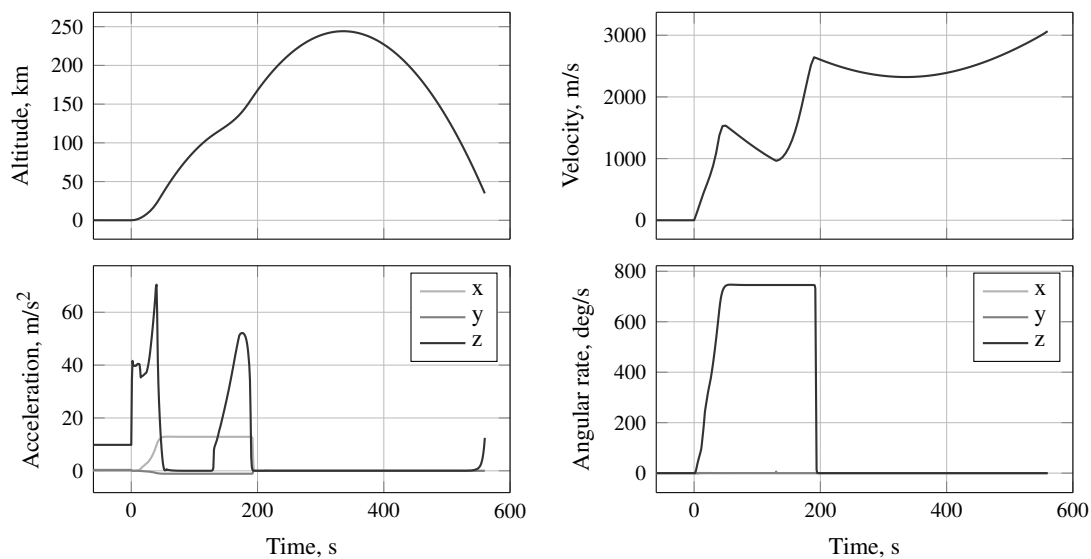 250
200
150
100
50
0
Altitude, km
3000
2000
1000
0
Velocity, m/s
60
40
20
0
Acceleration, m/s²
x
y
z
0 200 400 600
Time, s
800
600
400
200
0
Angular rate, deg/s
x
y
z
0 200 400 600
Time, s